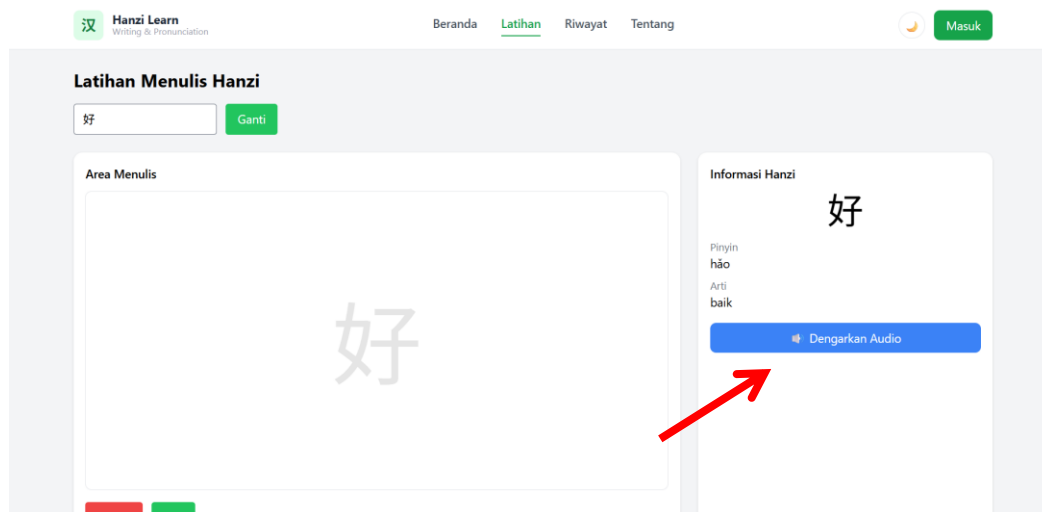 汉
Hanzi Learn
Writing & Pronunciation
Beranda Latihan Riwayat Tentang
Masuk
Latihan Menulis Hanzi
好
Ganti
Area Menulis
好
Informasi Hanzi
好
Pinyin
hǎo
Arti
baik
Dengarkan Audio